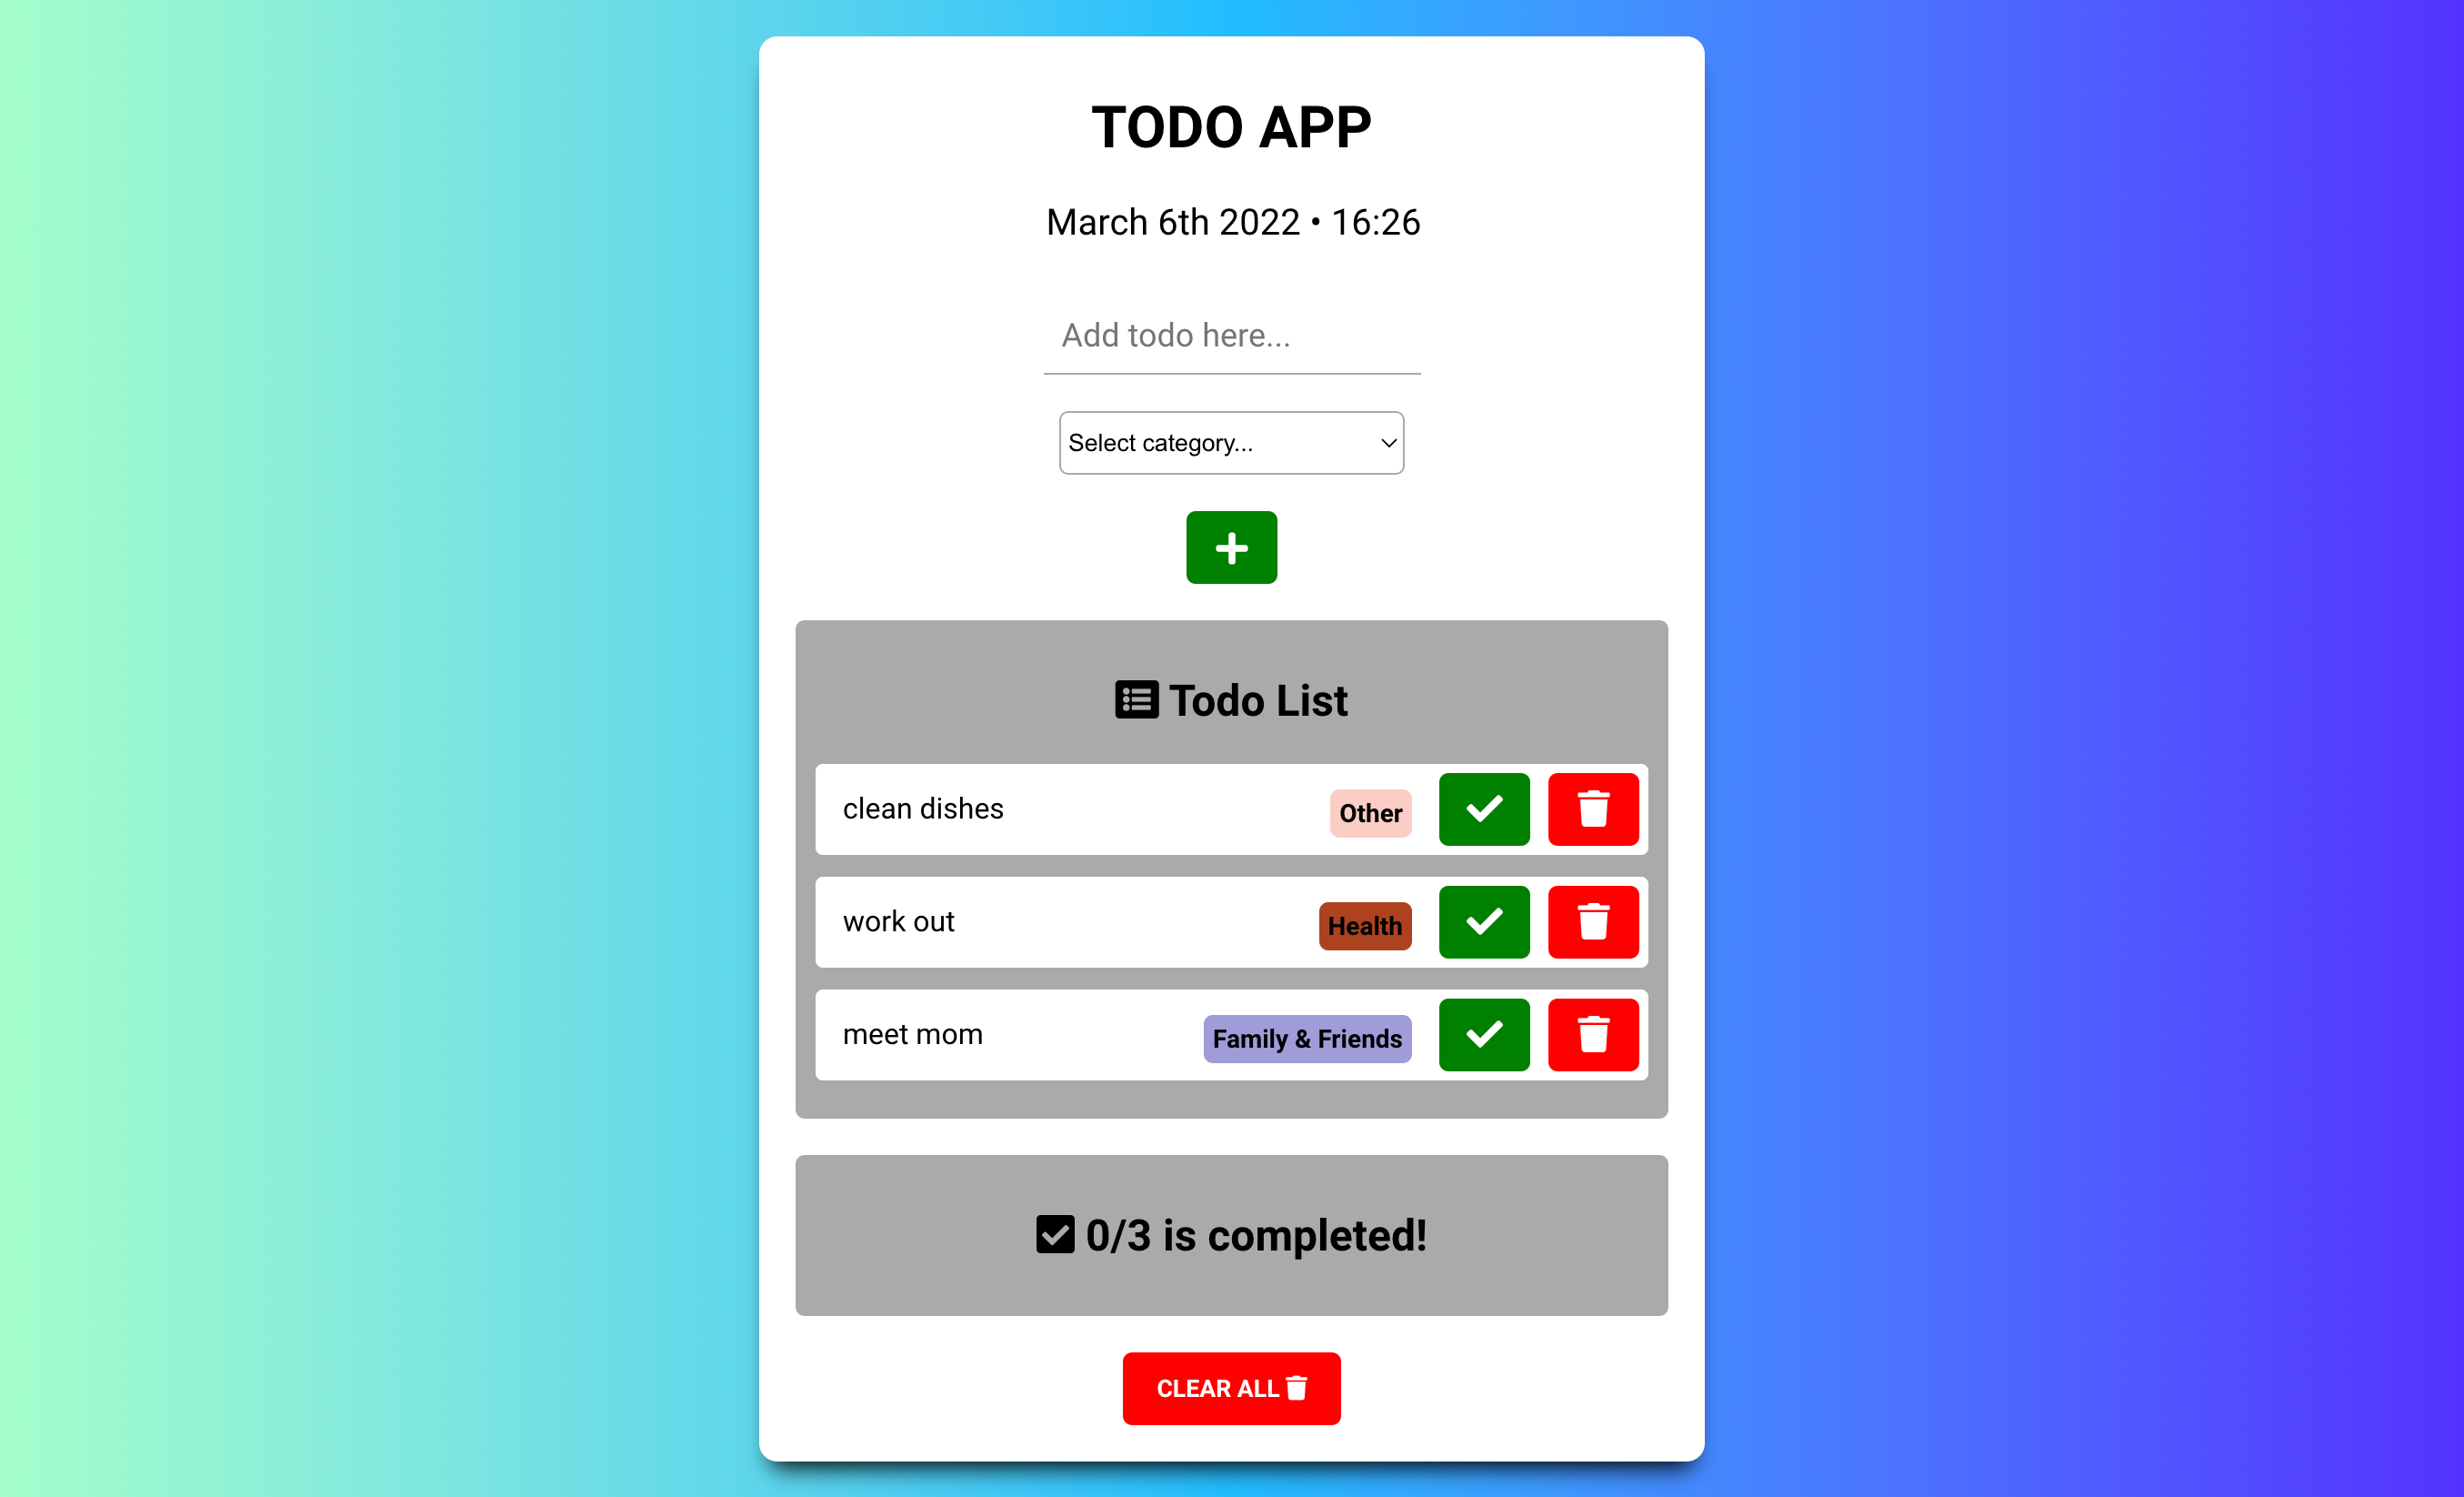 TODO APP
March 6th 2022 • 16:26
Add todo here...
Select category...
Todo List
clean dishes Other
work out Health
meet mom Family & Friends
0/3 is completed!
CLEAR ALL